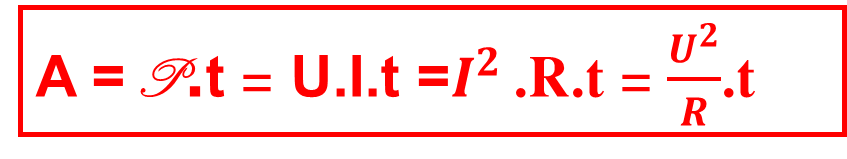 A = 𝒫.t = U.I.t =I² .R.t = U²/R .t